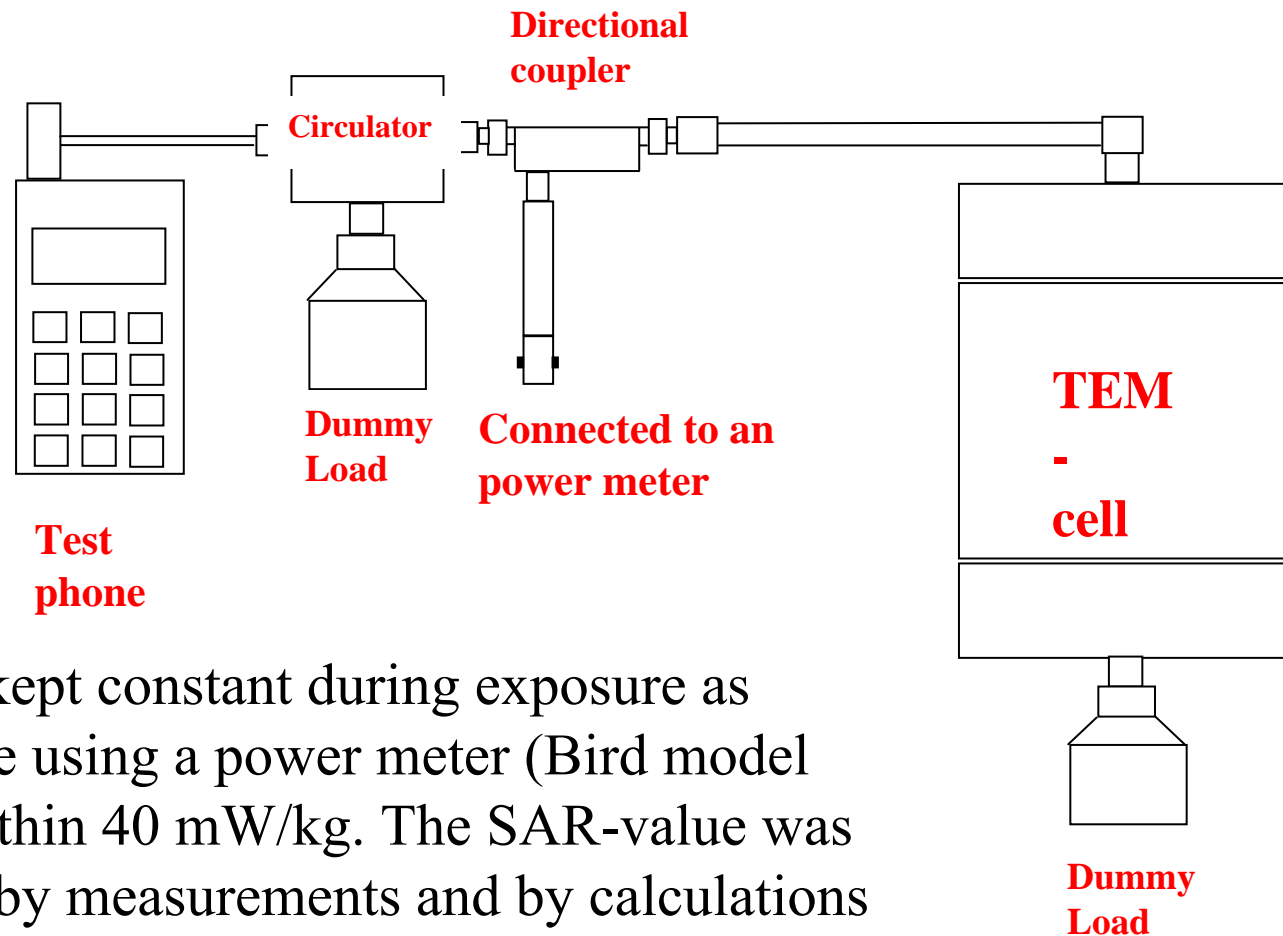 Directional
coupler
Circulator
Dummy
Load
Connected to an
power meter
TEM
-
cell
Test
phone
kept constant during exposure as
e using a power meter (Bird model
thin 40 mW/kg. The SAR-value was
by measurements and by calculations
Dummy
Load